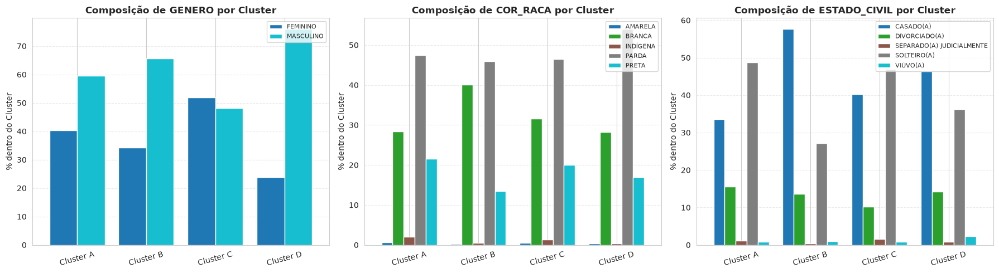 Composição de GENERO por Cluster
% dentro do Cluster
70
60
50
40
30
20
10
0
FEMININO
MASCULINO
Cluster A
Cluster B
Cluster C
Cluster D
Composição de COR_RACA por Cluster
% dentro do Cluster
50
40
30
20
10
0
AMARELA
BRANCA
INDÍGENA
PARDA
PRETA
Cluster A
Cluster B
Cluster C
Cluster D
Composição de ESTADO_CIVIL por Cluster
% dentro do Cluster
60
50
40
30
20
10
0
CASADO(A)
DIVORCIADO(A)
SEPARADO(A) JUDICIALMENTE
SOLTEIRO(A)
VIÚVO(A)
Cluster A
Cluster B
Cluster C
Cluster D